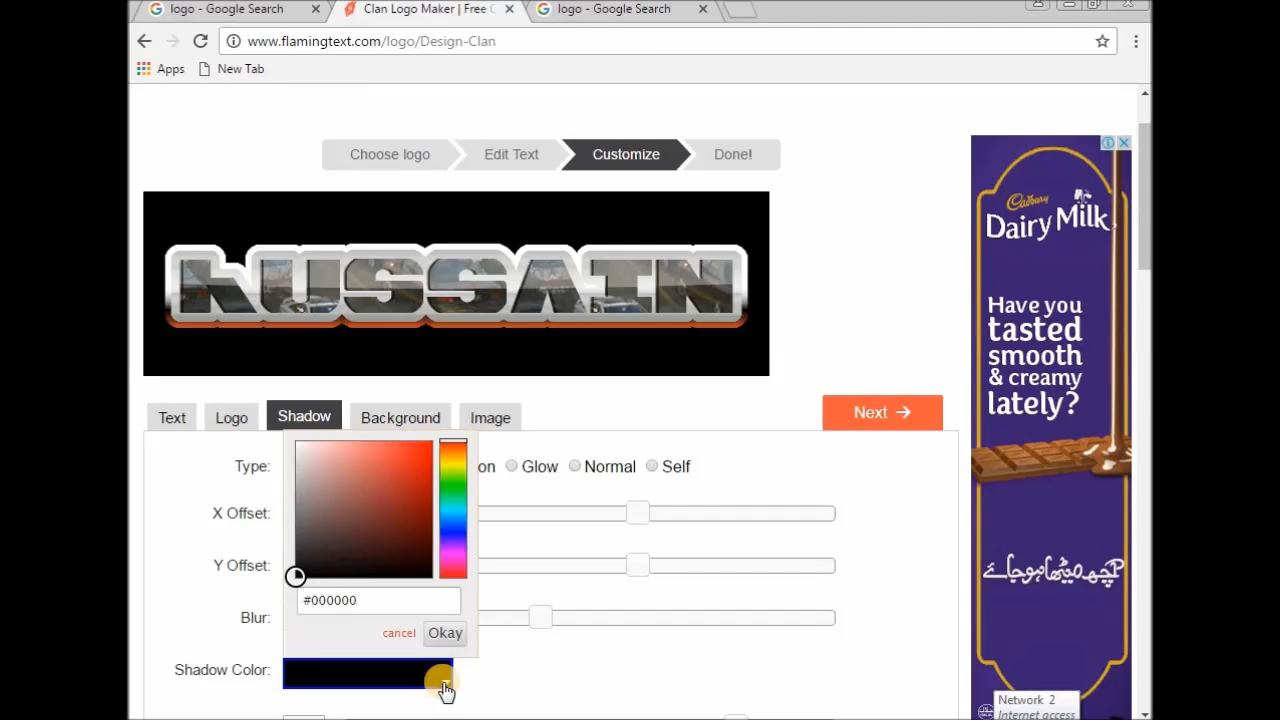 logo - Google Search
Clan Logo Maker | Free C
logo - Google Search
www.flamingtext.com/logo/Design-Clan
Apps
New Tab
Choose logo
Edit Text
Customize
Done!
HUSSAIN
Cadbury
Dairy Milk
Have you
tasted
smooth
& creamy
lately?
کچھ میٹھا ہو جائے
Next
Text
Logo
Shadow
Background
Image
Type:
on
Glow
Normal
Self
X Offset:
Y Offset:
Blur:
#000000
cancel
Okay
Shadow Color:
Network 2
Internet access